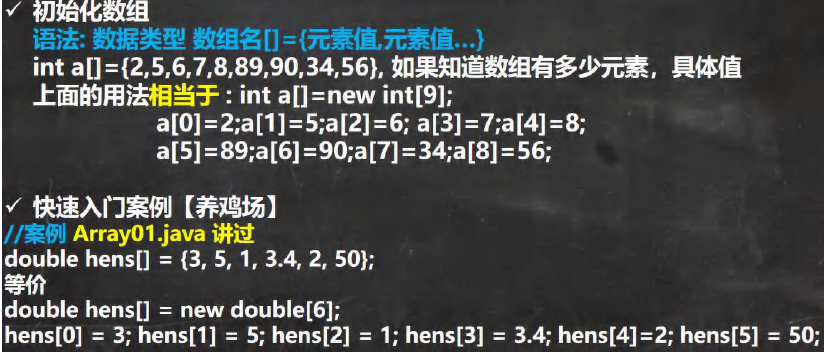 ✓ 初始化数组
语法: 数据类型 数组名[]={元素值,元素值...}
int a[]={2,5,6,7,8,89,90,34,56}, 如果知道数组有多少元素，具体值
上面的用法相当于 : int a[]=new int[9];
a[0]=2;a[1]=5;a[2]=6; a[3]=7;a[4]=8;
a[5]=89;a[6]=90;a[7]=34;a[8]=56;
✓ 快速入门案例【养鸡场】
//案例 Array01.java 讲过
double hens[] = {3, 5, 1, 3.4, 2, 50};
等价
double hens[] = new double[6];
hens[0] = 3; hens[1] = 5; hens[2] = 1; hens[3] = 3.4; hens[4]=2; hens[5] = 50;